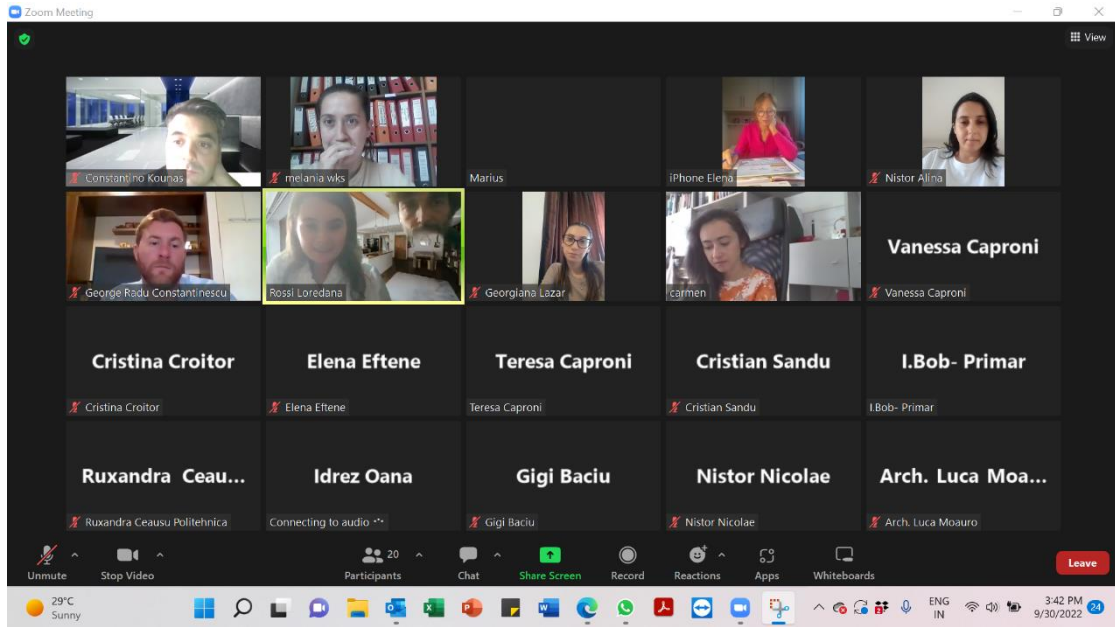 Zoom Meeting
View
Constantino Kounas
melania wks
Marius
iPhone Elena
Nistor Alina
George Radu Constantinescu
Rossi Loredana
Georgiana Lazar
carmen
Vanessa Caproni
Vanessa Caproni
Cristina Croitor
Cristina Croitor
Elena Eftene
Elena Eftene
Teresa Caproni
Teresa Caproni
Cristian Sandu
Cristian Sandu
I.Bob- Primar
I.Bob- Primar
Ruxandra Ceau...
Ruxandra Ceausu Politehnica
Idrez Oana
Connecting to audio
Gigi Baciu
Gigi Baciu
Nistor Nicolae
Nistor Nicolae
Arch. Luca Moa...
Arch. Luca Moauro
Unmute
Stop Video
20
Participants
Chat
Share Screen
Record
Reactions
Apps
Whiteboards
Leave
29°C
Sunny
ENG
IN
3:42 PM
9/30/2022
24